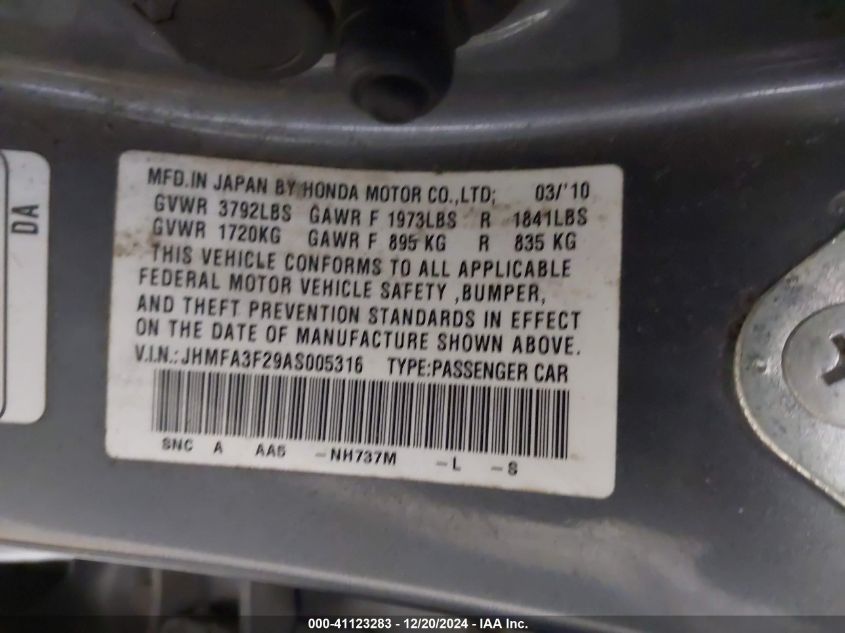 DA
MFD.IN JAPAN BY HONDA MOTOR CO.,LTD; 03/'10
GVWR 3792LBS GAWR F 1973LBS R 1841LBS
GVWR 1720KG GAWR F 895 KG R 835 KG
THIS VEHICLE CONFORMS TO ALL APPLICABLE
FEDERAL MOTOR VEHICLE SAFETY ,BUMPER,
AND THEFT PREVENTION STANDARDS IN EFFECT
ON THE DATE OF MANUFACTURE SHOWN ABOVE.
V.I.N.:JHMFA3F29AS005316 TYPE:PASSENGER CAR
SNC A AA5 -NH737M -L -S
000-41123283 - 12/20/2024 - IAA Inc.